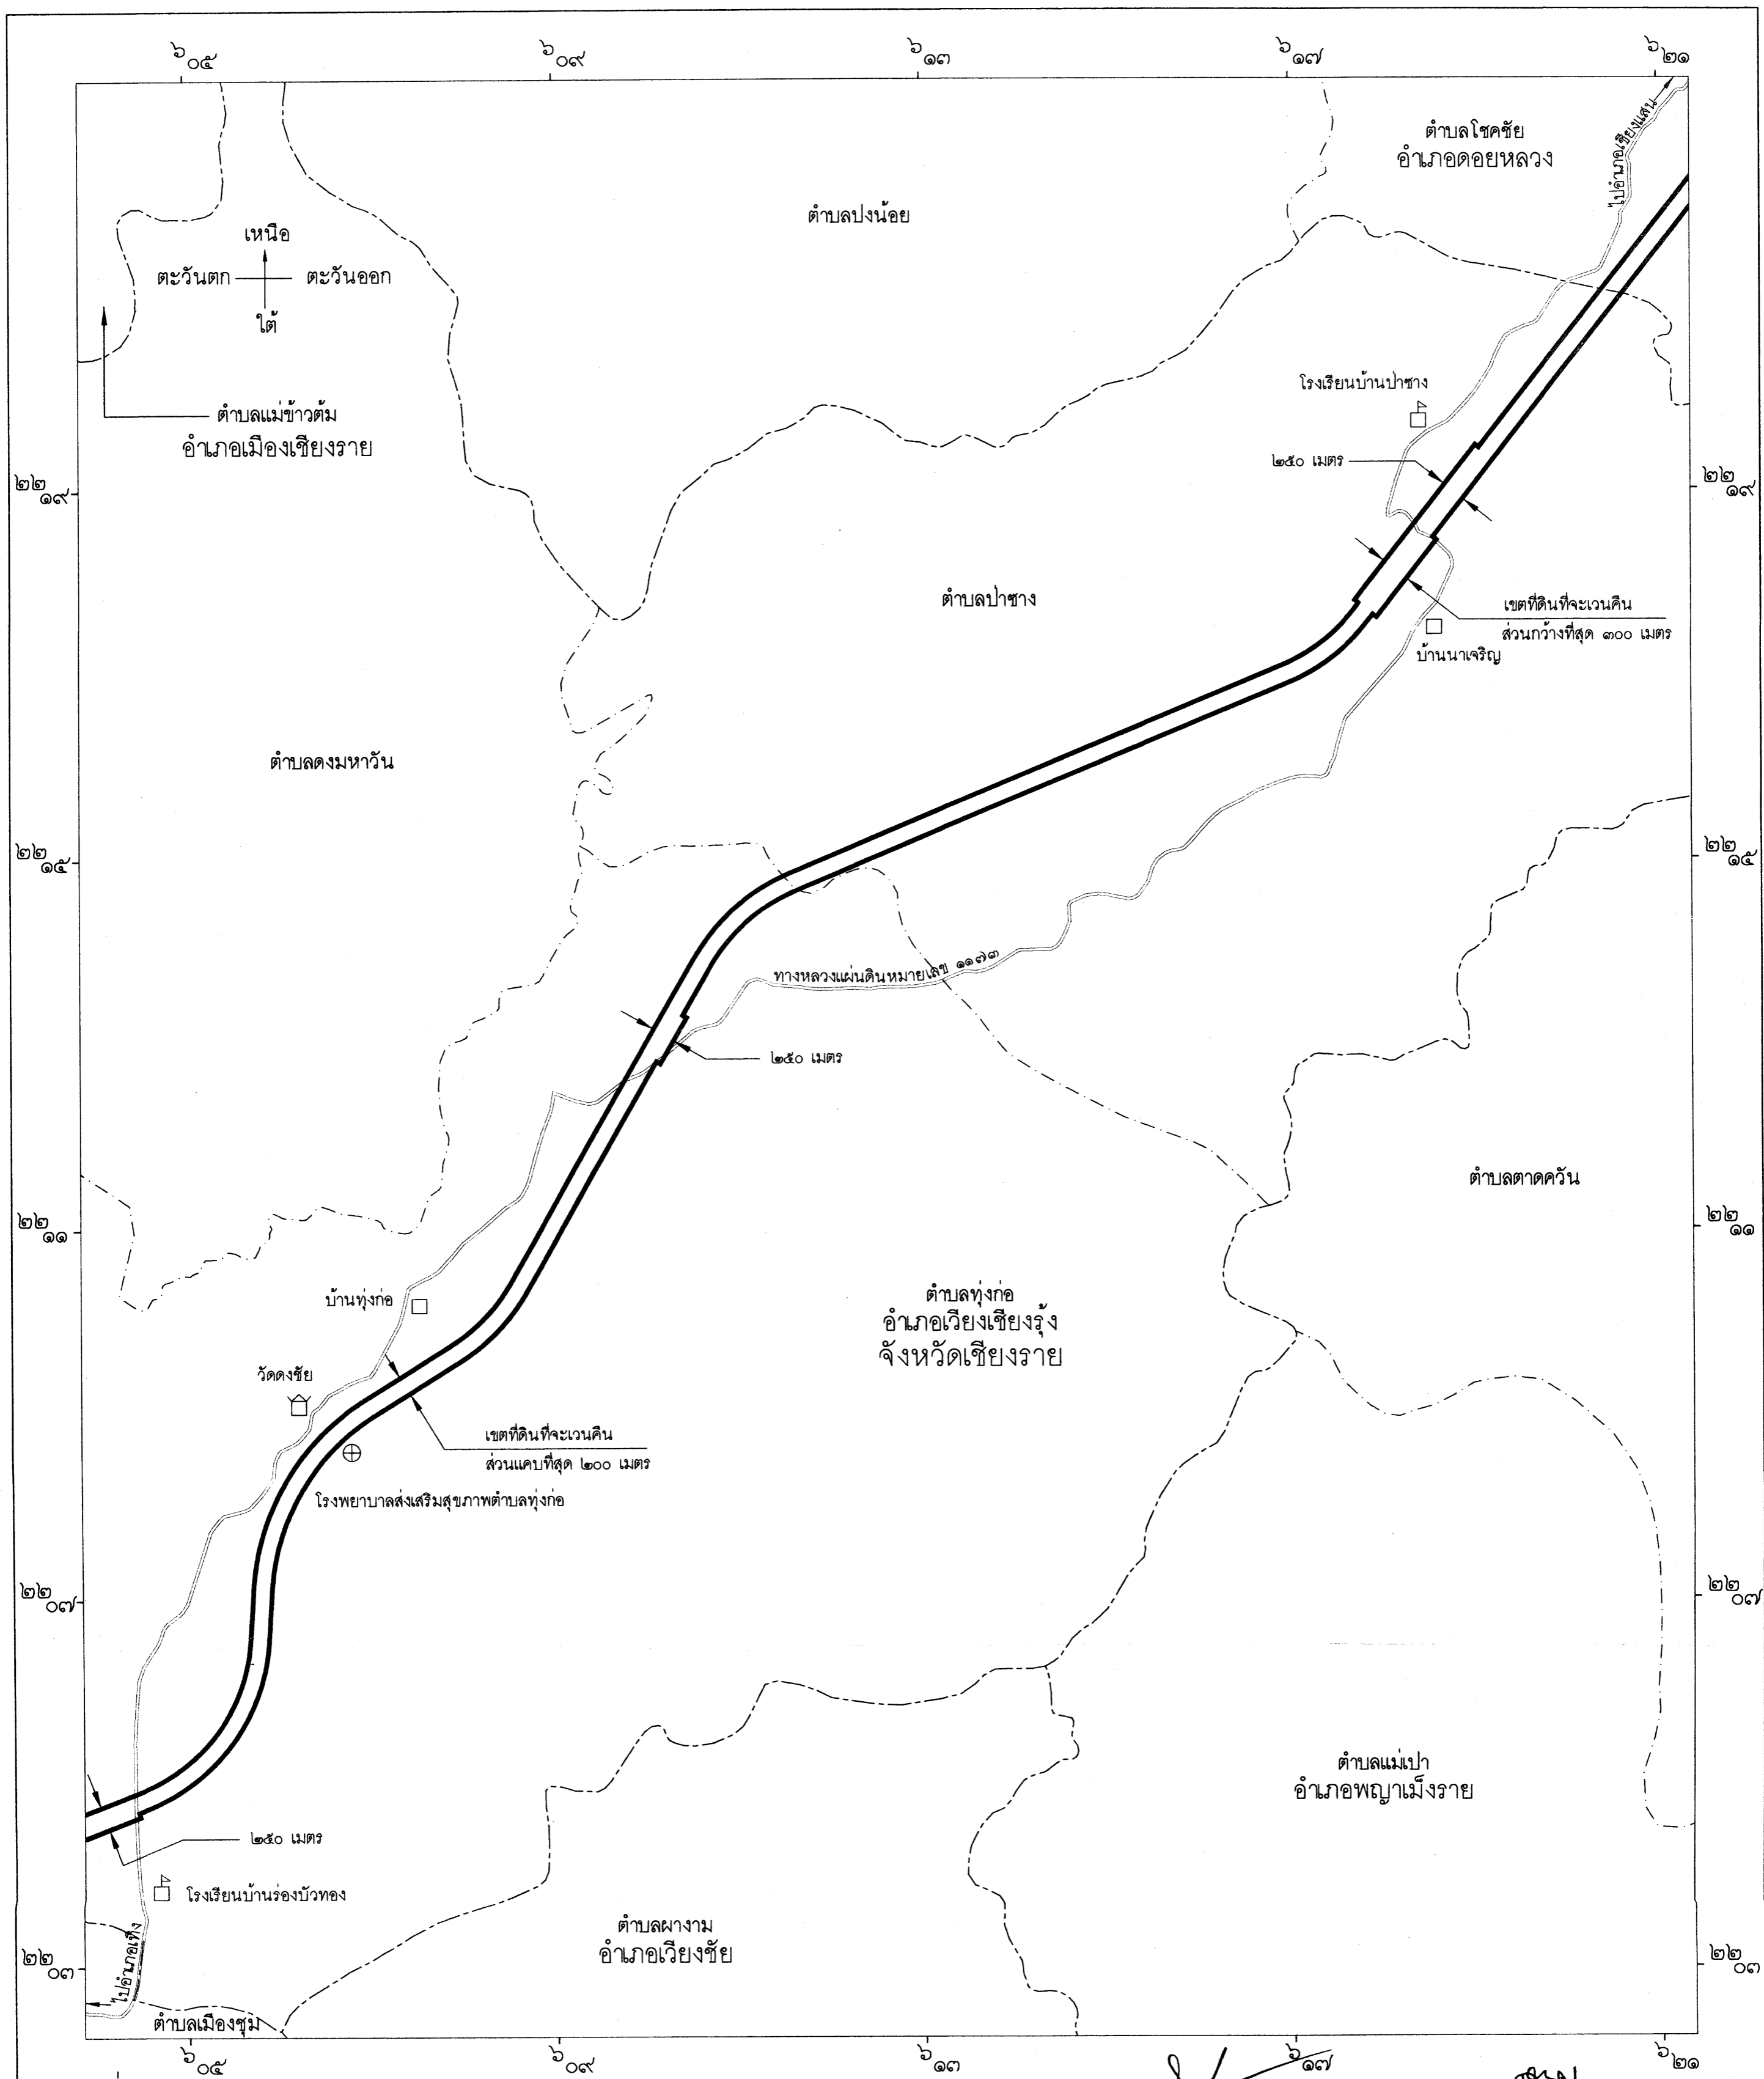 ๖๐๕ ๖๐๙ ๖๑๓ ๖๑๗ ๖๒๑
ไปอำเภอเชียงแสน
ตำบลโชคชัย
อำเภอดอยหลวง
ตำบลปงน้อย
เหนือ
ตะวันตก ตะวันออก
ใต้
ตำบลแม่ข้าวต้ม
อำเภอเมืองเชียงราย
โรงเรียนบ้านป่าซาง
๒๕๐ เมตร
๒๒๑๙ ๒๒๑๙
ตำบลป่าซาง
เขตที่ดินที่จะเวนคืน
ส่วนกว้างที่สุด ๓๐๐ เมตร
บ้านนาเจริญ
ตำบลดงมหาวัน
๒๒๑๕ ๒๒๑๕
ทางหลวงแผ่นดินหมายเลข ๑๑๗๓
๒๕๐ เมตร
ตำบลตาดควัน
๒๒๑๑ ๒๒๑๑
บ้านทุ่งก่อ
ตำบลทุ่งก่อ
อำเภอเวียงเชียงรุ้ง
จังหวัดเชียงราย
วัดดงชัย
เขตที่ดินที่จะเวนคืน
ส่วนแคบที่สุด ๒๐๐ เมตร
โรงพยาบาลส่งเสริมสุขภาพตำบลทุ่งก่อ
๒๒๐๗ ๒๒๐๗
ตำบลแม่เปา
อำเภอพญาเม็งราย
๒๕๐ เมตร
โรงเรียนบ้านร่องบัวทอง
ตำบลผางาม
อำเภอเวียงชัย
๒๒๐๓ ๒๒๐๓
ไปอำเภอเทิง
ตำบลเมืองชุม
๖๐๕ ๖๐๙ ๖๑๓ ๖๑๗ ๖๒๑